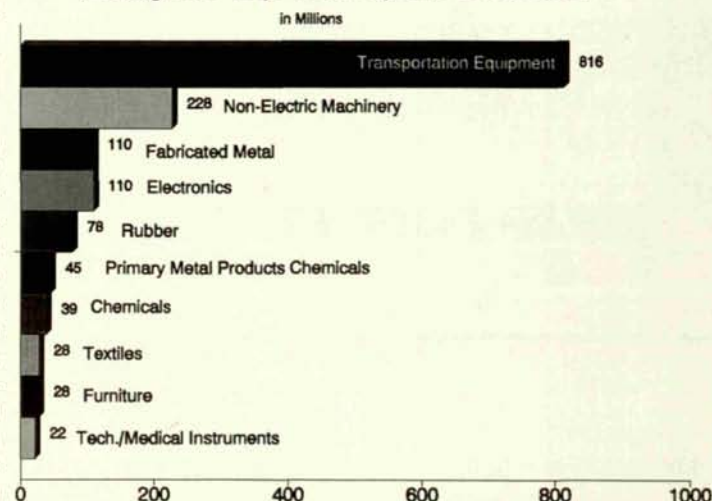 in Millions
Transportation Equipment 816
228 Non-Electric Machinery
110 Fabricated Metal
110 Electronics
78 Rubber
45 Primary Metal Products Chemicals
39 Chemicals
28 Textiles
28 Furniture
22 Tech./Medical Instruments
0 200 400 600 800 1000